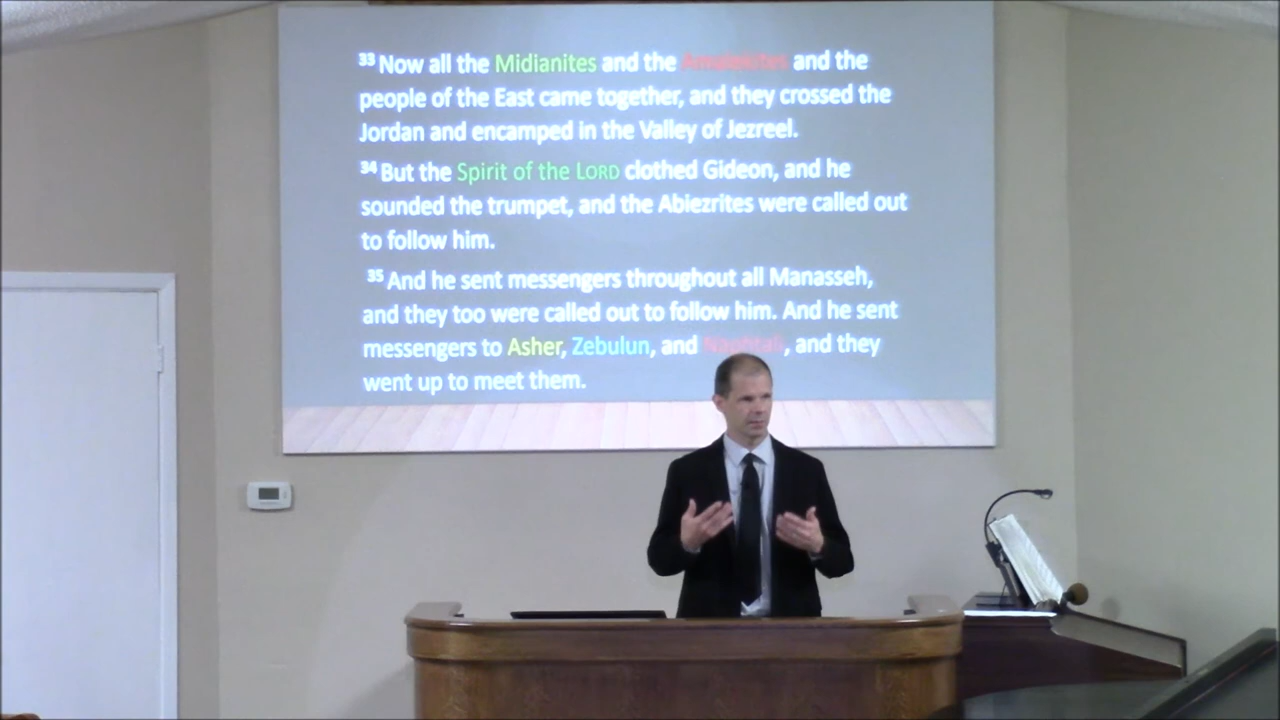 33 Now all the Midianites and the Amalekites and the
people of the East came together, and they crossed the
Jordan and encamped in the Valley of Jezreel.
34 But the Spirit of the LORD clothed Gideon, and he
sounded the trumpet, and the Abiezrites were called out
to follow him.
35 And he sent messengers throughout all Manasseh,
and they too were called out to follow him. And he sent
messengers to Asher, Zebulun, and Naphtali, and they
went up to meet them.